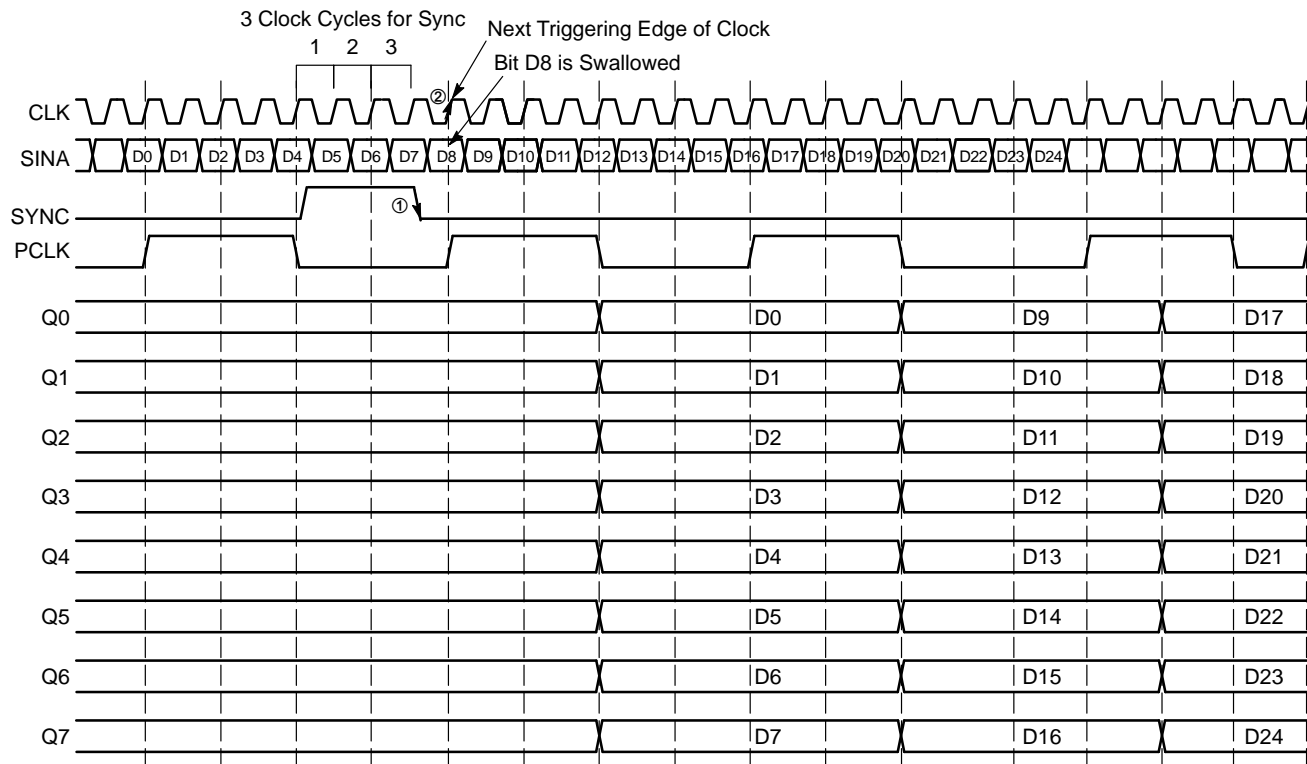 3 Clock Cycles for Sync
Next Triggering Edge of Clock
1 2 3
Bit D8 is Swallowed
CLK ②
SINA D0 D1 D2 D3 D4 D5 D6 D7 D8 D9 D10 D11 D12 D13 D14 D15 D16 D17 D18 D19 D20 D21 D22 D23 D24
SYNC ①
PCLK
Q0 D0 D9 D17
Q1 D1 D10 D18
Q2 D2 D11 D19
Q3 D3 D12 D20
Q4 D4 D13 D21
Q5 D5 D14 D22
Q6 D6 D15 D23
Q7 D7 D16 D24